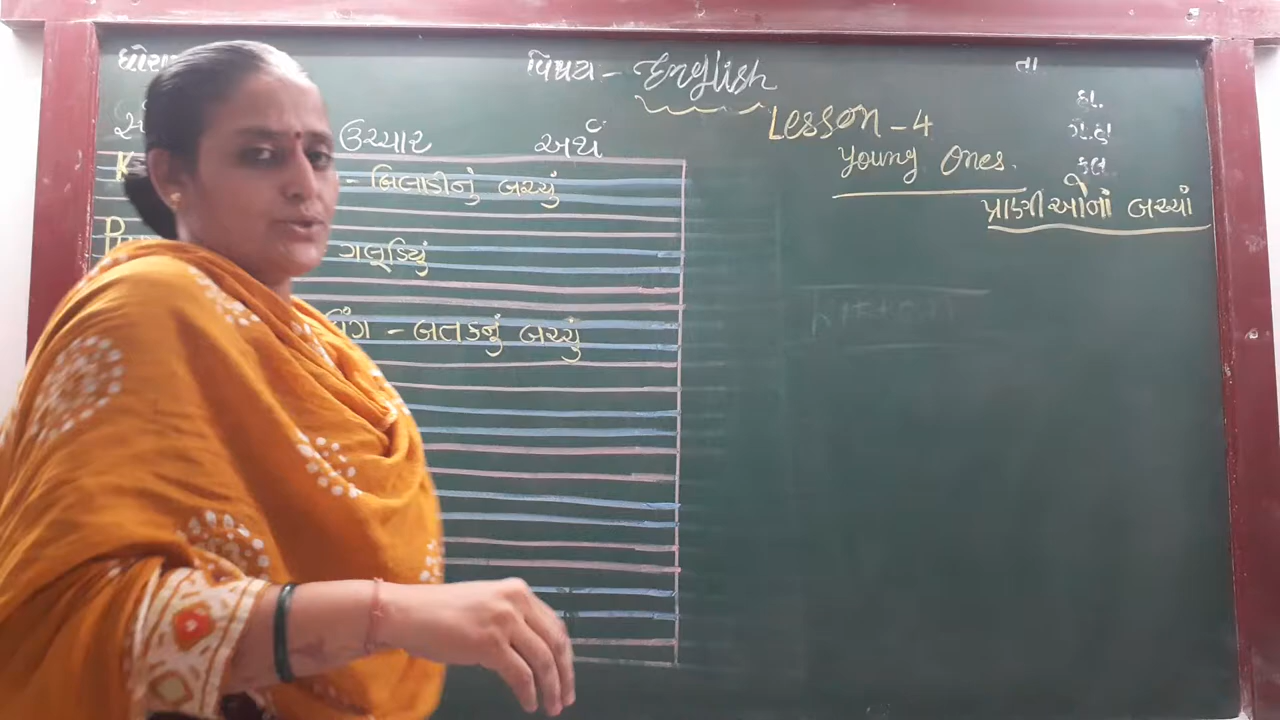 વિષય - English
તા
હા.
ગે.હા
કુલ
Lesson - 4
Young Ones.
પ્રાણીઓનાં બચ્ચાં
ઉચ્ચાર અર્થ
- બિલાડીનું બચ્ચું
ગલૂડિયું
- બતકનું બચ્ચું